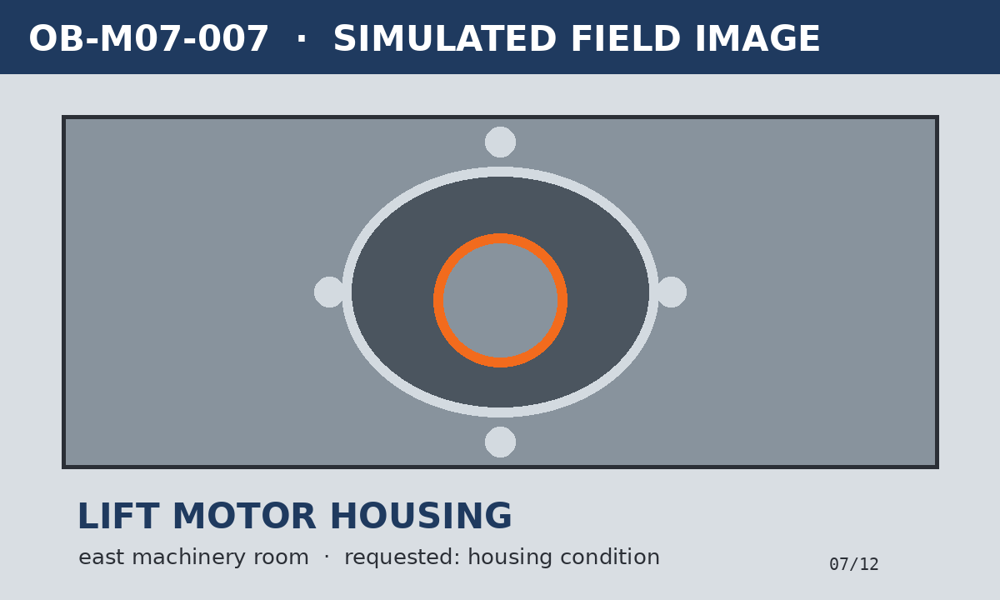 OB-M07-007 · SIMULATED FIELD IMAGE
LIFT MOTOR HOUSING
east machinery room · requested: housing condition
07/12